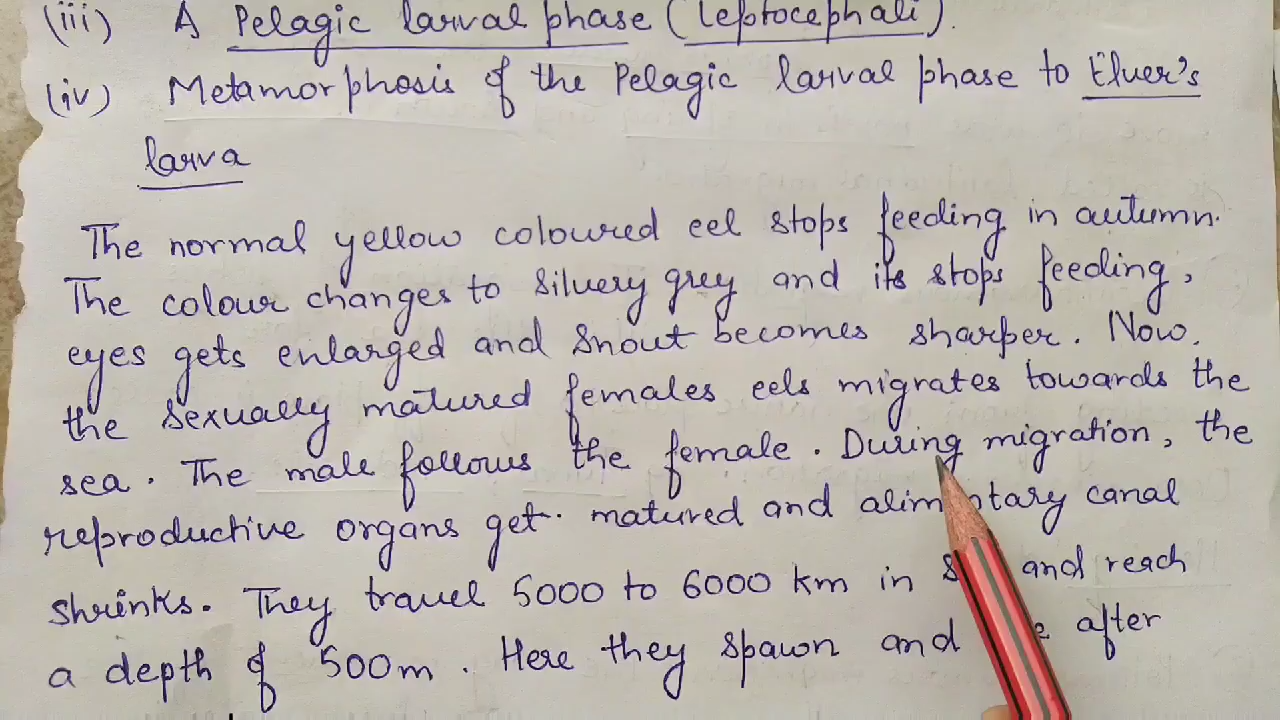 (iii) A Pelagic larval phase (Leptocephali).
(iv) Metamorphosis of the Pelagic larval phase to Eluer's
larva
The normal yellow coloured eel stops feeding in autumn.
The colour changes to silvery grey and its stops feeding,
eyes gets enlarged and snout becomes sharper. Now.
the sexually matured females eels migrates towards the
sea. The male follows the female. During migration, the
reproductive organs get. matured and canal
shrinks. They travel 5000 to 6000 km in and reach
a depth of 500m. Here they spawn and after